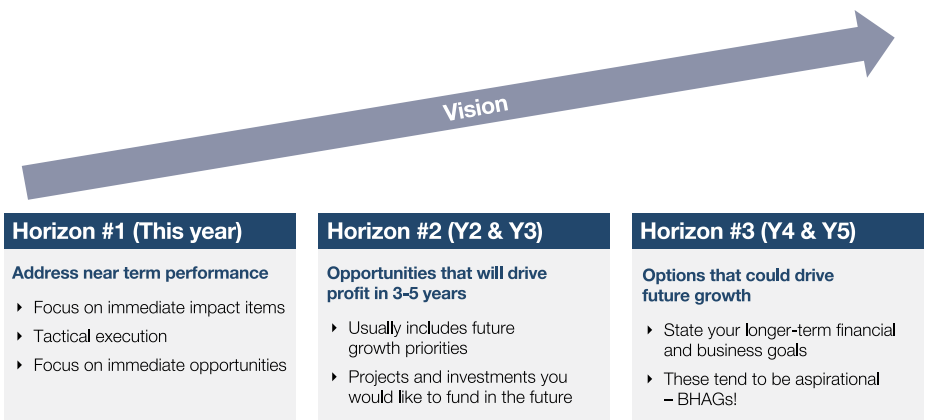 Vision
Horizon #1 (This year)
Address near term performance
‣ Focus on immediate impact items
‣ Tactical execution
‣ Focus on immediate opportunities
Horizon #2 (Y2 & Y3)
Opportunities that will drive
profit in 3-5 years
‣ Usually includes future
growth priorities
‣ Projects and investments you
would like to fund in the future
Horizon #3 (Y4 & Y5)
Options that could drive
future growth
‣ State your longer-term financial
and business goals
‣ These tend to be aspirational
– BHAGs!